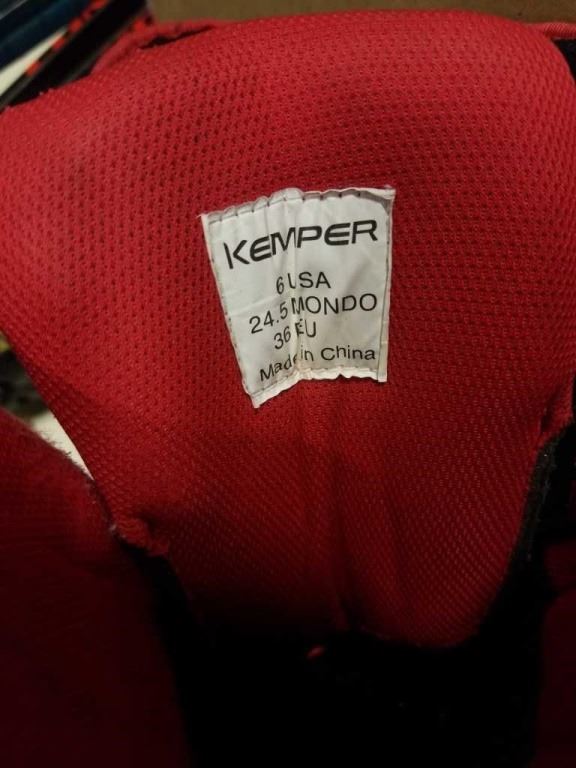 KEMPER
6 USA
24.5 MONDO
36 EU
Made in China